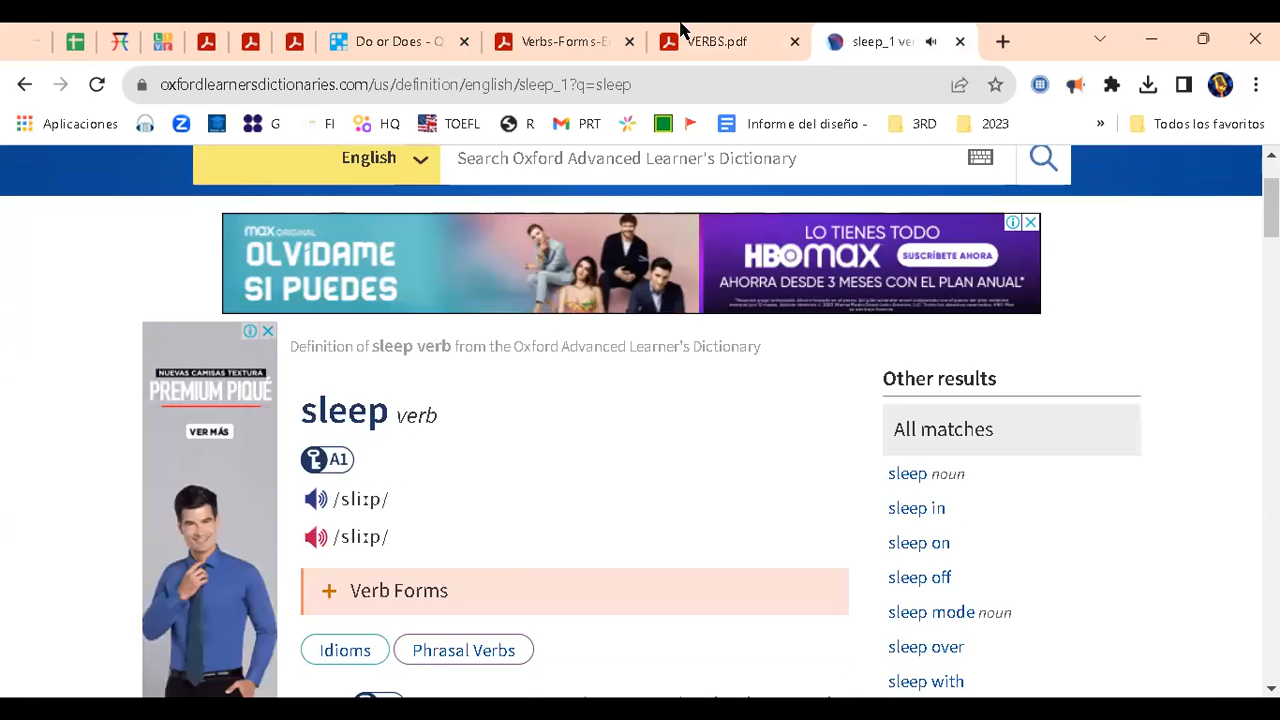 Do or Does - Q
Verbs-Forms-E
VERBS.pdf
sleep_1 ve
oxfordlearnersdictionaries.com/us/definition/english/sleep_1?q=sleep
Aplicaciones
G
FI
HQ
TOEFL
R
PRT
Informe del diseño -
3RD
2023
»
Todos los favoritos
English
Search Oxford Advanced Learner's Dictionary
max ORIGINAL
OLVÍDAME
SI PUEDES
LO TIENES TODO
HBOmax
SUSCRÍBETE AHORA
AHORRA DESDE 3 MESES CON EL PLAN ANUAL*
NUEVAS CAMISAS TEXTURA
PREMIUM PIQUÉ
VER MÁS
Definition of sleep verb from the Oxford Advanced Learner's Dictionary
sleep verb
A1
/sliːp/
/sliːp/
+ Verb Forms
Idioms
Phrasal Verbs
Other results
All matches
sleep noun
sleep in
sleep on
sleep off
sleep mode noun
sleep over
sleep with